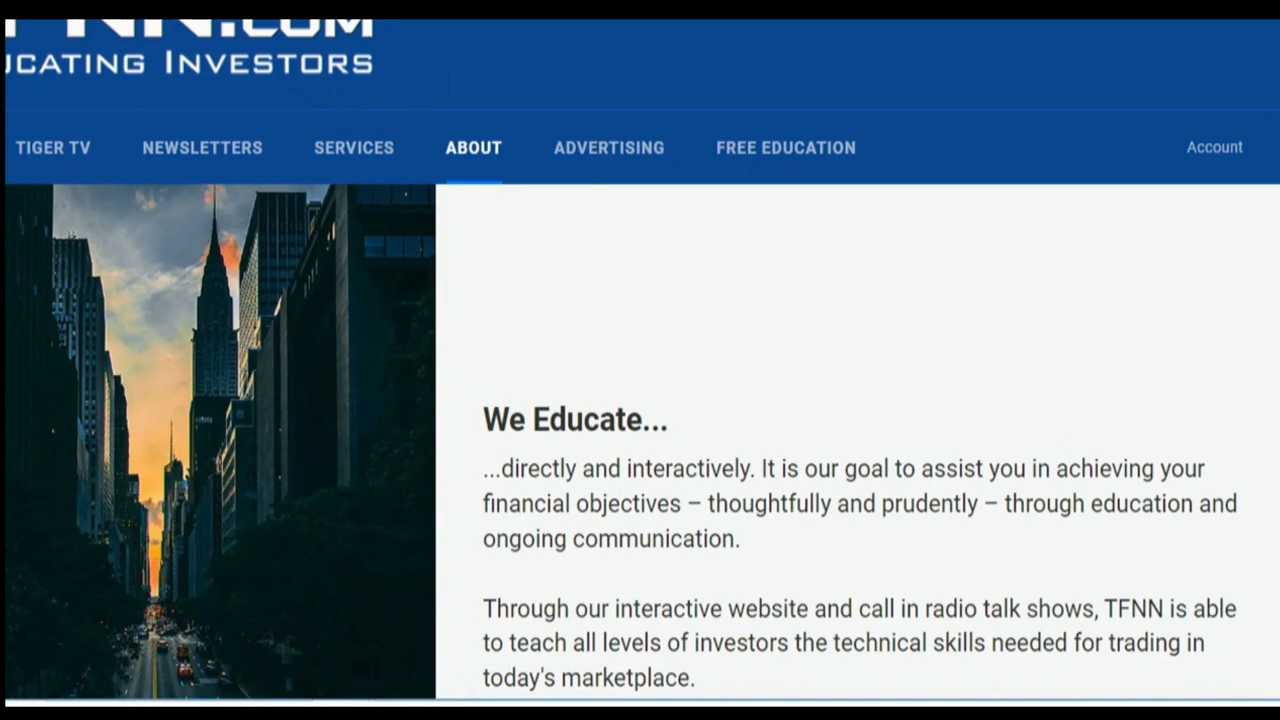 FNN.COM
UCATING INVESTORS
TIGER TV NEWSLETTERS SERVICES ABOUT ADVERTISING FREE EDUCATION Account
We Educate...
...directly and interactively. It is our goal to assist you in achieving your
financial objectives – thoughtfully and prudently – through education and
ongoing communication.
Through our interactive website and call in radio talk shows, TFNN is able
to teach all levels of investors the technical skills needed for trading in
today's marketplace.